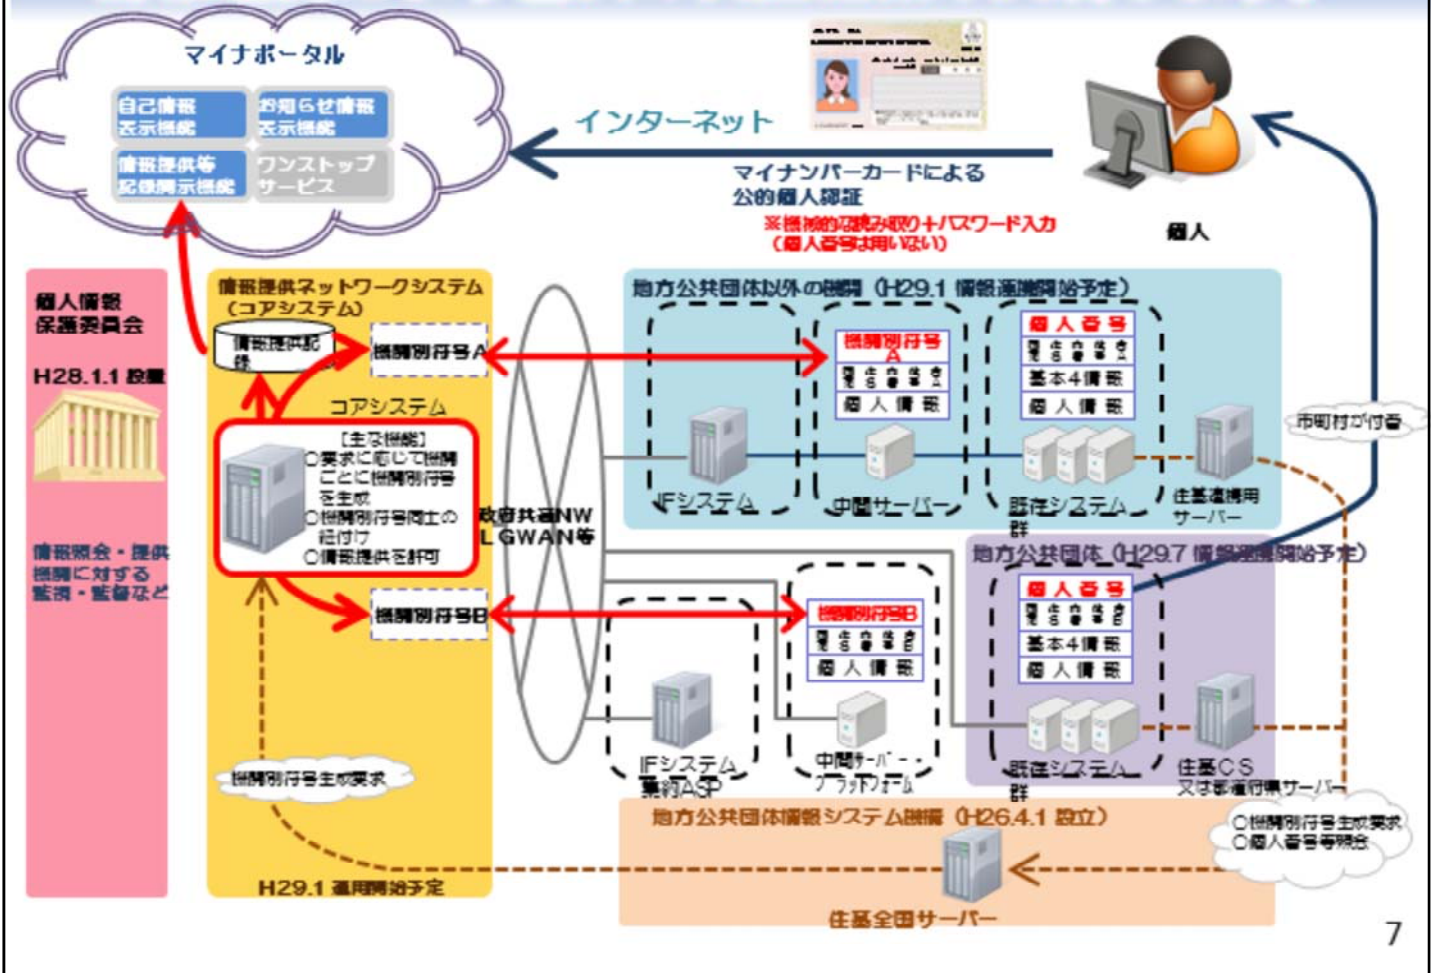 マイナポータル
自己情報
表示機能
お知らせ情報
表示機能
情報提供等
記録開示機能
ワンストップ
サービス
インターネット
マイナンバーカードによる
公的個人認証
※機械的な読み取り＋パスワード入力
（個人番号は用いない）
個人
個人情報
保護委員会
H28.1.1 設置
情報照会・提供
機関に対する
監視・監督など
情報提供ネットワークシステム
（コアシステム）
情報提供記
録
機関別符号A
コアシステム
［主な機能］
○要求に応じて機関
ごとに機関別符号
を生成
○機関別符号同士の
紐付け
○情報提供を許可
機関別符号B
機関別符号生成要求
H29.1 運用開始予定
政府共通NW
LGWAN等
地方公共団体以外の機関（H29.1 情報連携開始予定）
機関別符号
A
個人情報
個人番号
基本4情報
個人情報
IFシステム
中間サーバー
既存システム
群
住基連携用
サーバー
市町村が付番
地方公共団体（H29.7 情報連携開始予定）
機関別符号B
個人情報
個人番号
基本4情報
個人情報
IFシステム
集約ASP
中間サーバー・
プラットフォーム
既存システム
群
住基CS
又は都道府県サーバー
地方公共団体情報システム機構（H26.4.1 設立）
○機関別符号生成要求
○個人番号等照会
住基全国サーバー
7